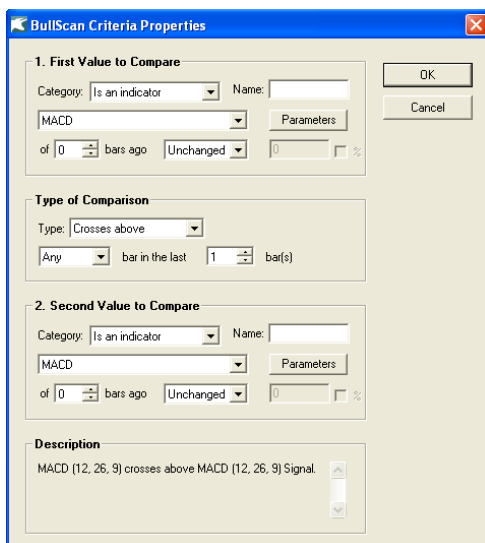 BullScan Criteria Properties
1. First Value to Compare
Category: Is an indicator Name:
MACD Parameters
of 0 bars ago Unchanged 0 %
OK
Cancel
Type of Comparison
Type: Crosses above
Any bar in the last 1 bar(s)
2. Second Value to Compare
Category: Is an indicator Name:
MACD Parameters
of 0 bars ago Unchanged 0 %
Description
MACD (12, 26, 9) crosses above MACD (12, 26, 9) Signal.